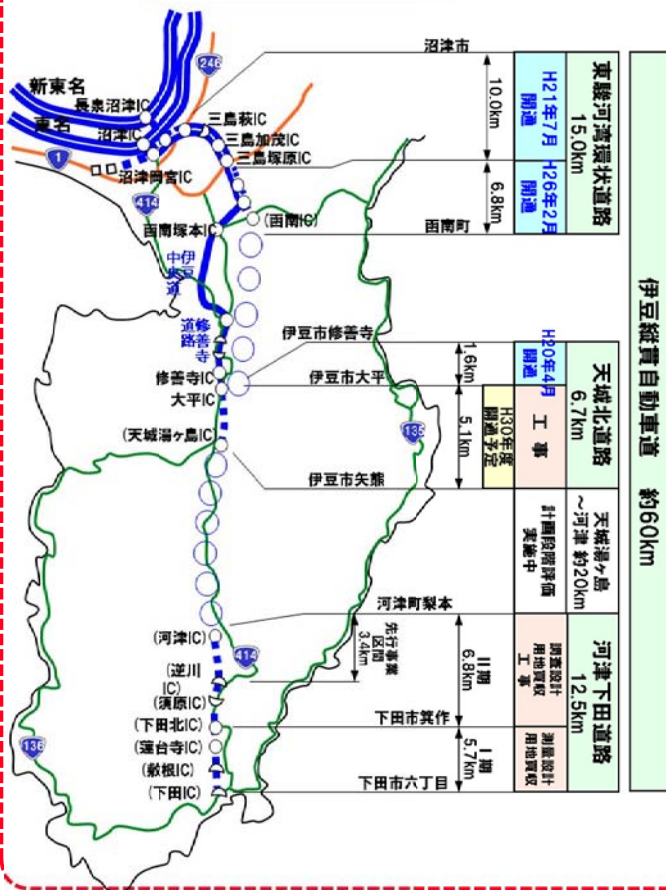 伊豆縦貫自動車道 約60km
東駿河湾環状道路
15.0km
H21年7月
開通
H26年2月
開通
10.0km
6.8km
沼津市
函南町
天城北道路
6.7km
H20年4月
開通
工事
H30年度
開通予定
1.6km
5.1km
伊豆市修善寺
伊豆市大平
伊豆市矢熊
天城湯ヶ島
～河津 約20km
計画段階評価
実施中
河津下田道路
12.5km
調査設計
用地買収
工事
測量設計
用地買収
II期
6.8km
I期
5.7km
先行事業
区間
3.4km
河津町梨本
下田市箕作
下田市六丁目
新東名
長泉沼津IC
東名
沼津IC
沼津岡宮IC
三島萩IC
三島加茂IC
三島塚原IC
(函南IC)
函南塚本IC
伊豆
中央道
修善寺
道路
修善寺IC
大平IC
(天城湯ヶ島IC)
(河津IC)
(逆川
IC)
(須原IC)
(下田北IC)
(蓮台寺IC)
(敷根IC)
(下田IC)
246
1
414
135
414
136